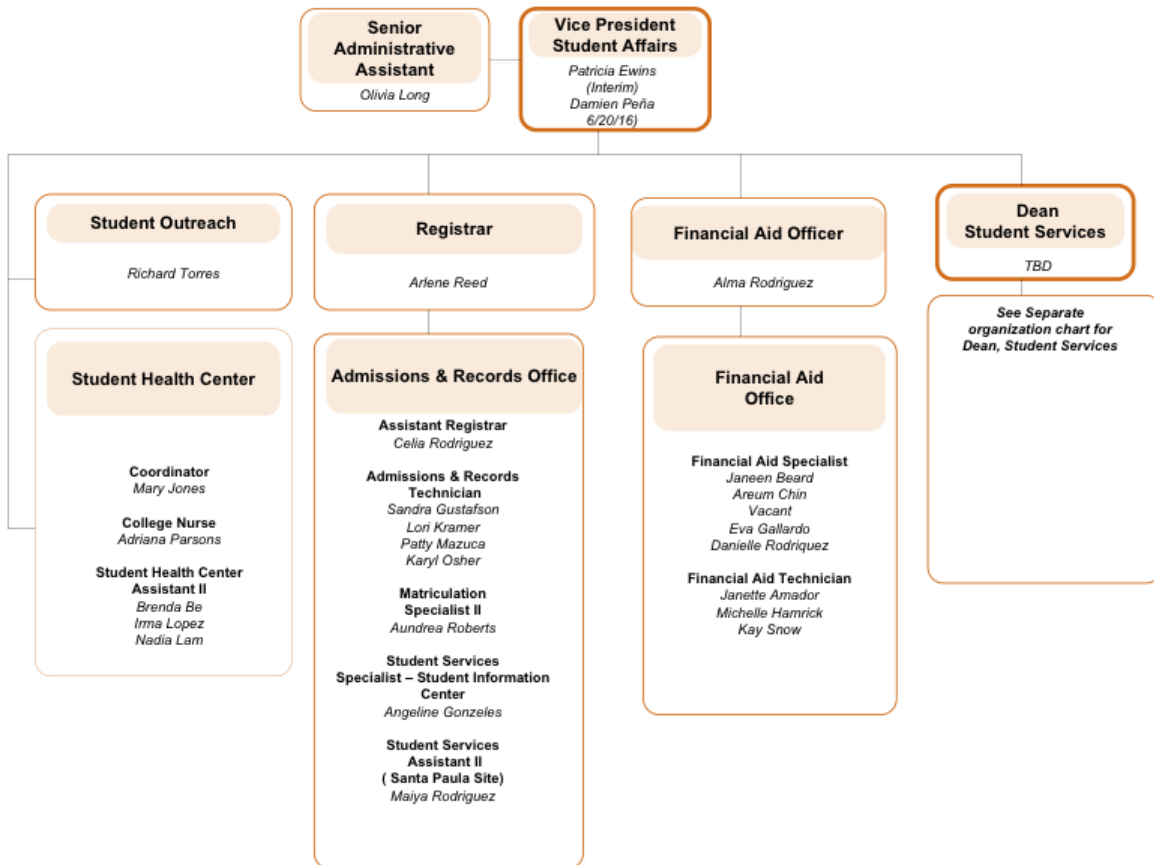 Senior
Administrative
Assistant
Olivia Long
Vice President
Student Affairs
Patricia Ewins
(Interim)
Damien Peña
6/20/16)
Student Outreach
Richard Torres
Registrar
Arlene Reed
Financial Aid Officer
Alma Rodriguez
Dean
Student Services
TBD
See Separate
organization chart for
Dean, Student Services
Student Health Center
Coordinator
Mary Jones
College Nurse
Adriana Parsons
Student Health Center
Assistant II
Brenda Be
Irma Lopez
Nadia Lam
Admissions & Records Office
Assistant Registrar
Celia Rodriguez
Admissions & Records
Technician
Sandra Gustafson
Lori Kramer
Patty Mazuca
Karyl Osher
Matriculation
Specialist II
Aundrea Roberts
Student Services
Specialist – Student Information
Center
Angeline Gonzeles
Student Services
Assistant II
( Santa Paula Site)
Maiya Rodriguez
Financial Aid
Office
Financial Aid Specialist
Janeen Beard
Areum Chin
Vacant
Eva Gallardo
Danielle Rodriquez
Financial Aid Technician
Janette Amador
Michelle Hamrick
Kay Snow